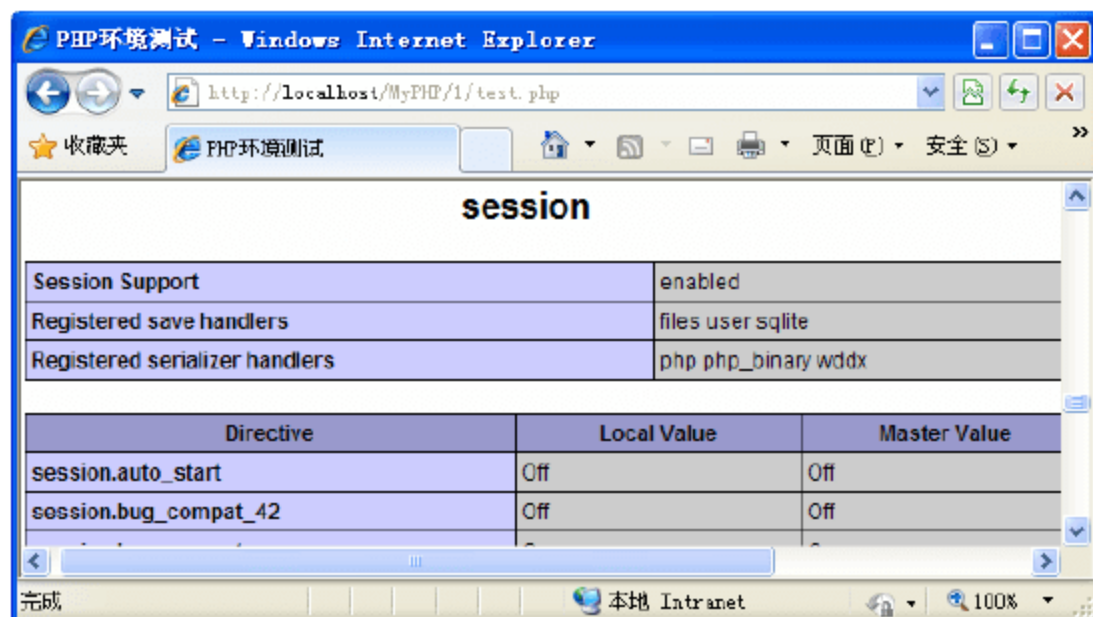 PHP环境测试 - Windows Internet Explorer
http://localhost/MyPHP/1/test.php
收藏夹 PHP环境测试 页面(P) 安全(S) »
session
Session Support enabled
Registered save handlers files user sqlite
Registered serializer handlers php php_binary wddx
Directive Local Value Master Value
session.auto_start Off Off
session.bug_compat_42 Off Off
完成 本地 Intranet 100%